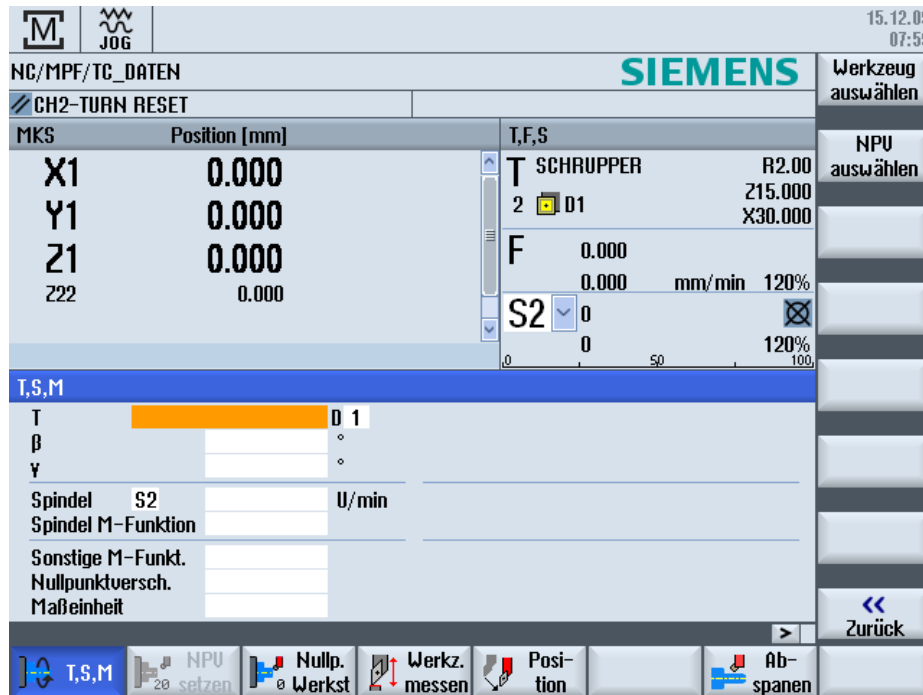 M
JOG
15.12.0
07:5
NC/MPF/TC_DATEN
SIEMENS
CH2-TURN RESET
MKS Position [mm]
X1 0.000
Y1 0.000
Z1 0.000
Z22 0.000
T,F,S
T SCHRUPPER R2.00
Z15.000
2 D1
X30.000
F 0.000
0.000 mm/min 120%
S2 0
0 120%
0 50 100
T,S,M
T D 1
β °
γ °
Spindel S2 U/min
Spindel M-Funktion
Sonstige M-Funkt.
Nullpunktversch.
Maßeinheit
>
Werkzeug
auswählen
NPV
auswählen
<<
Zurück
T,S,M
NPV
20 setzen
Nullp.
0 Werkst
Werkz.
messen
Posi-
tion
Ab-
spanen